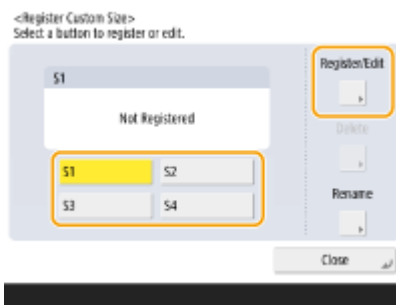 <Register Custom Size>
Select a button to register or edit.
S1
Register/Edit
Not Registered
Delete
S1
S2
Rename
S3
S4
Close